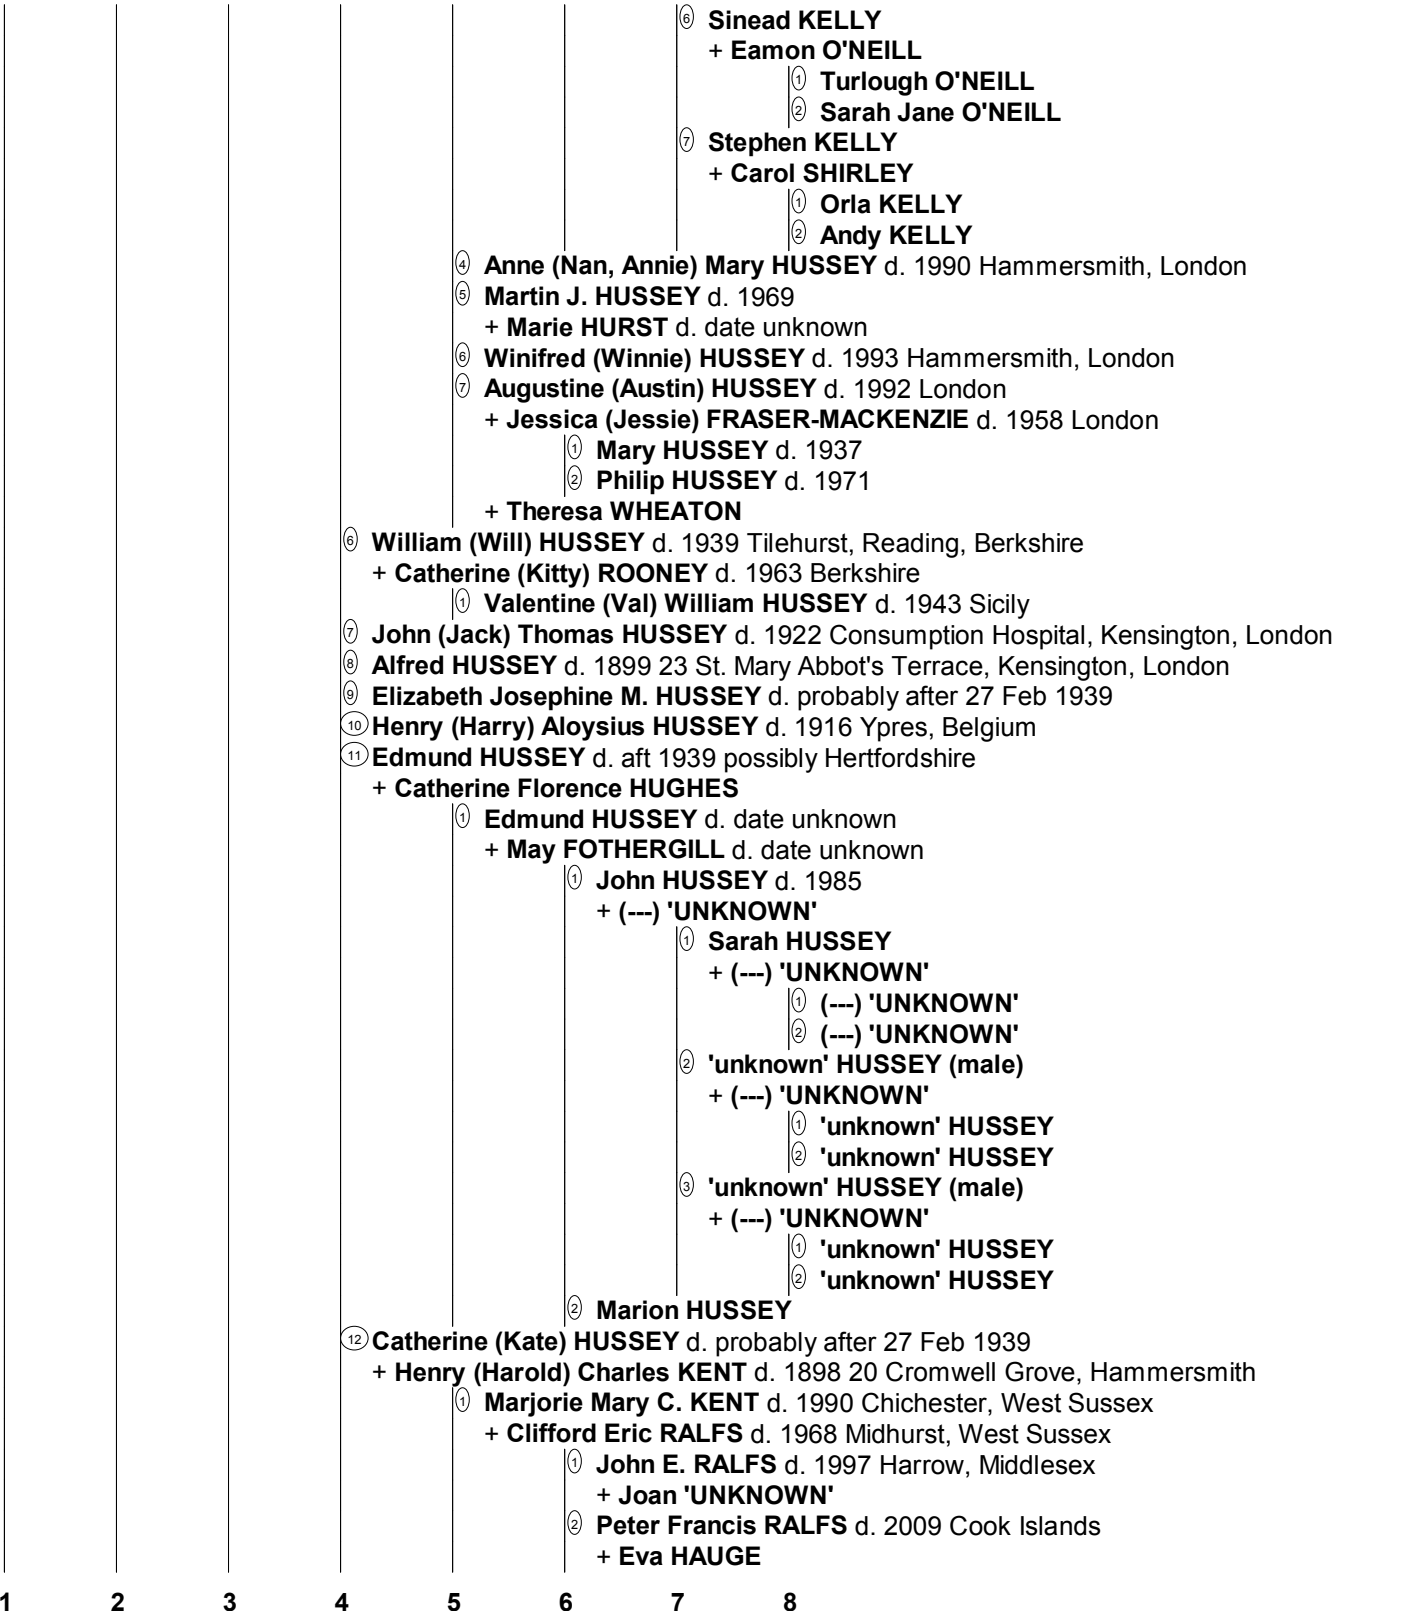 6 Sinead KELLY
+ Eamon O'NEILL
1 Turlough O'NEILL
2 Sarah Jane O'NEILL
7 Stephen KELLY
+ Carol SHIRLEY
1 Orla KELLY
2 Andy KELLY
4 Anne (Nan, Annie) Mary HUSSEY d. 1990 Hammersmith, London
5 Martin J. HUSSEY d. 1969
+ Marie HURST d. date unknown
6 Winifred (Winnie) HUSSEY d. 1993 Hammersmith, London
7 Augustine (Austin) HUSSEY d. 1992 London
+ Jessica (Jessie) FRASER-MACKENZIE d. 1958 London
1 Mary HUSSEY d. 1937
2 Philip HUSSEY d. 1971
+ Theresa WHEATON
6 William (Will) HUSSEY d. 1939 Tilehurst, Reading, Berkshire
+ Catherine (Kitty) ROONEY d. 1963 Berkshire
1 Valentine (Val) William HUSSEY d. 1943 Sicily
7 John (Jack) Thomas HUSSEY d. 1922 Consumption Hospital, Kensington, London
8 Alfred HUSSEY d. 1899 23 St. Mary Abbot's Terrace, Kensington, London
9 Elizabeth Josephine M. HUSSEY d. probably after 27 Feb 1939
10 Henry (Harry) Aloysius HUSSEY d. 1916 Ypres, Belgium
11 Edmund HUSSEY d. aft 1939 possibly Hertfordshire
+ Catherine Florence HUGHES
1 Edmund HUSSEY d. date unknown
+ May FOTHERGILL d. date unknown
1 John HUSSEY d. 1985
+ (---) 'UNKNOWN'
1 Sarah HUSSEY
+ (---) 'UNKNOWN'
1 (---) 'UNKNOWN'
2 (---) 'UNKNOWN'
2 'unknown' HUSSEY (male)
+ (---) 'UNKNOWN'
1 'unknown' HUSSEY
2 'unknown' HUSSEY
3 'unknown' HUSSEY (male)
+ (---) 'UNKNOWN'
1 'unknown' HUSSEY
2 'unknown' HUSSEY
2 Marion HUSSEY
12 Catherine (Kate) HUSSEY d. probably after 27 Feb 1939
+ Henry (Harold) Charles KENT d. 1898 20 Cromwell Grove, Hammersmith
1 Marjorie Mary C. KENT d. 1990 Chichester, West Sussex
+ Clifford Eric RALFS d. 1968 Midhurst, West Sussex
1 John E. RALFS d. 1997 Harrow, Middlesex
+ Joan 'UNKNOWN'
2 Peter Francis RALFS d. 2009 Cook Islands
+ Eva HAUGE
1 2 3 4 5 6 7 8